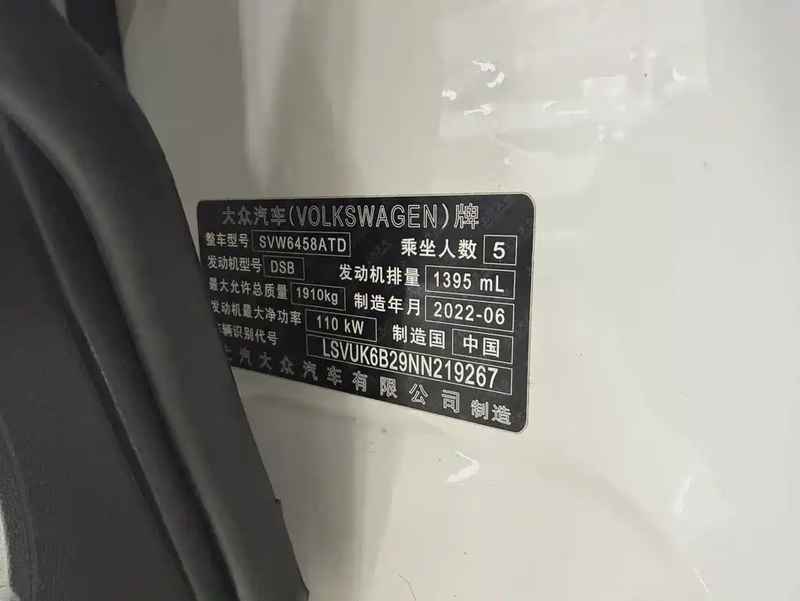 大众汽车(VOLKSWAGEN)牌
整车型号 SVW6458ATD 乘坐人数 5
发动机型号 DSB 发动机排量 1395 mL
最大允许总质量 1910kg 制造年月 2022-06
发动机最大净功率 110 kW 制造国 中国
车辆识别代号 LSVUK6B29NN219267
上汽大众汽车有限公司 制造